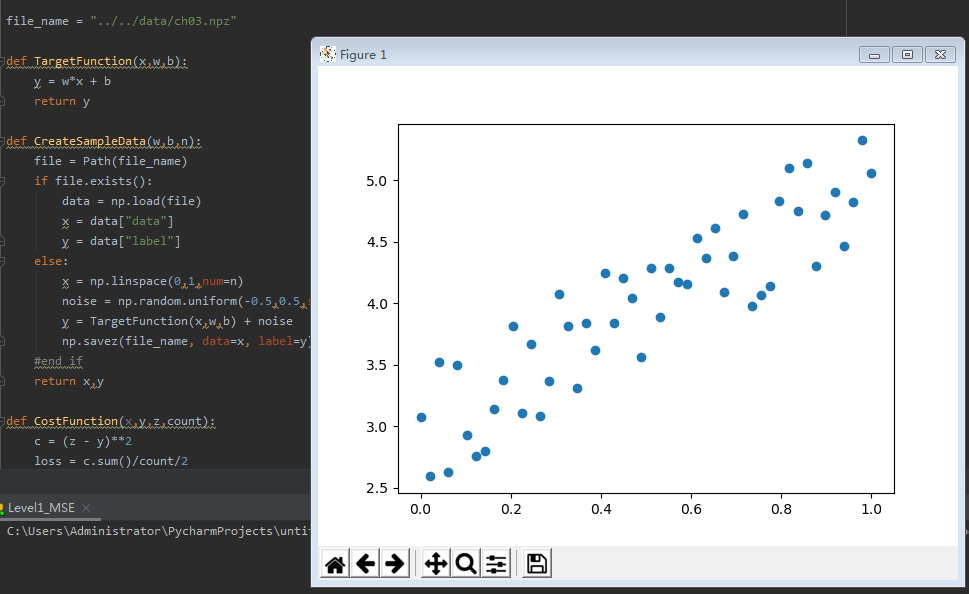 file_name = "../../data/ch03.npz"
def TargetFunction(x,w,b):
y = w*x + b
return y
def CreateSampleData(w,b,n):
file = Path(file_name)
if file.exists():
data = np.load(file)
x = data["data"]
y = data["label"]
else:
x = np.linspace(0,1,num=n)
noise = np.random.uniform(-0.5,0.5,
y = TargetFunction(x,w,b) + noise
np.savez(file_name, data=x, label=y)
#end if
return x,y
def CostFunction(x,y,z,count):
c = (z - y)**2
loss = c.sum()/count/2
Level1_MSE ×
C:\Users\Administrator\PycharmProjects\unti
Figure 1
5.0
4.5
4.0
3.5
3.0
2.5
0.0 0.2 0.4 0.6 0.8 1.0